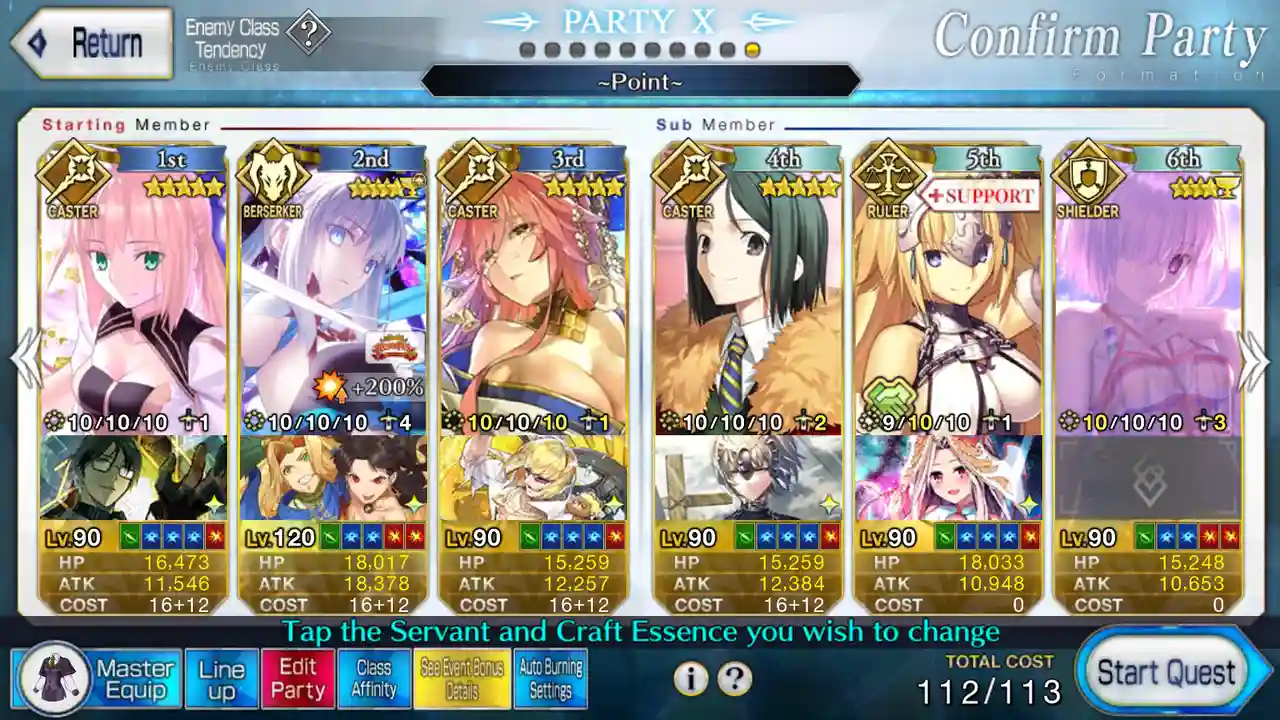 Return
Enemy Class
Tendency
Enemy Class
?
PARTY X
~Point~
Confirm Party
Formation
Starting Member
Sub Member
1st
CASTER
10/10/10 1
Lv.90
HP 16,473
ATK 11,546
COST 16+12
2nd
BERSERKER
+200%
10/10/10 4
Lv.120
HP 18,017
ATK 18,378
COST 16+12
3rd
CASTER
10/10/10 1
Lv.90
HP 15,259
ATK 12,257
COST 16+12
4th
CASTER
10/10/10 2
Lv.90
HP 15,259
ATK 12,384
COST 16+12
5th
RULER
+SUPPORT
9/10/10 1
Lv.90
HP 18,033
ATK 10,948
COST 0
6th
SHIELDER
10/10/10 3
Lv.90
HP 15,248
ATK 10,653
COST 0
Tap the Servant and Craft Essence you wish to change
Master
Equip
Line
up
Edit
Party
Class
Affinity
See Event Bonus
Details
Auto Burning
Settings
i
?
TOTAL COST
112/113
Start Quest